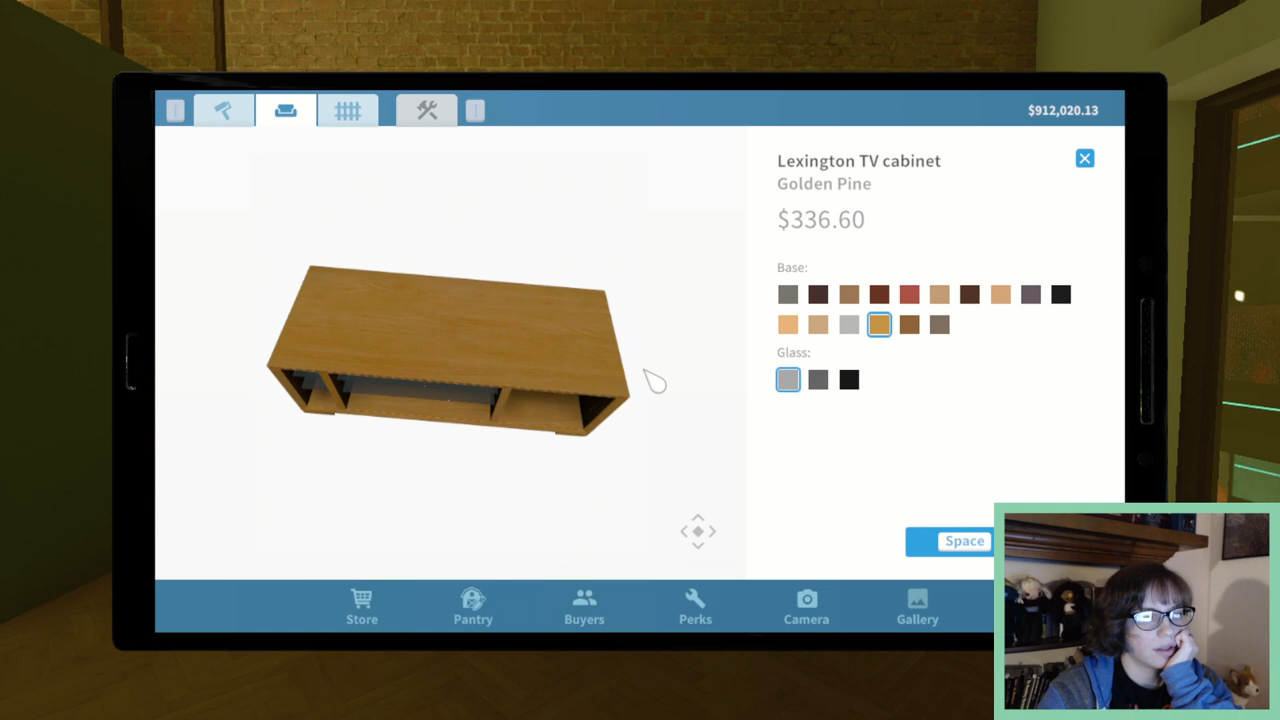 $912,020.13
Lexington TV cabinet
Golden Pine
$336.60
Base:
Glass:
Space
Store
Pantry
Buyers
Perks
Camera
Gallery